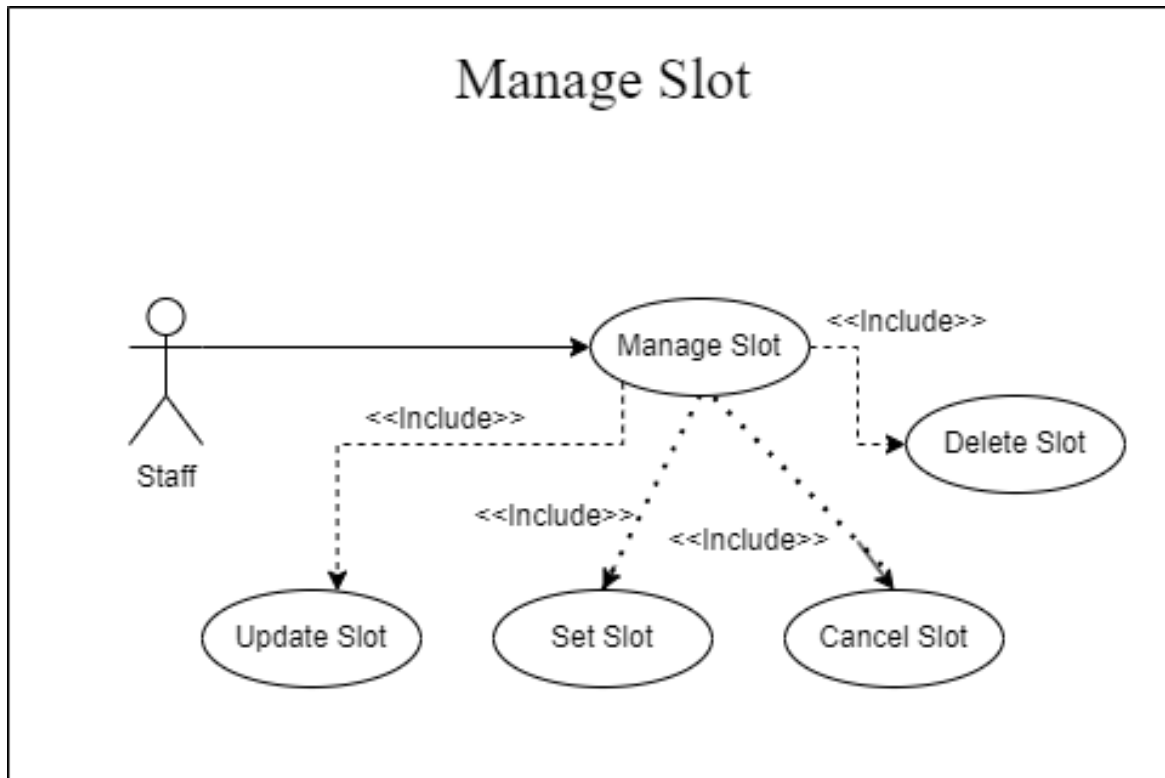 Manage Slot
Manage Slot
<<Include>>
<<Include>>
Delete Slot
Staff
<<Include>>
<<Include>>
Update Slot
Set Slot
Cancel Slot